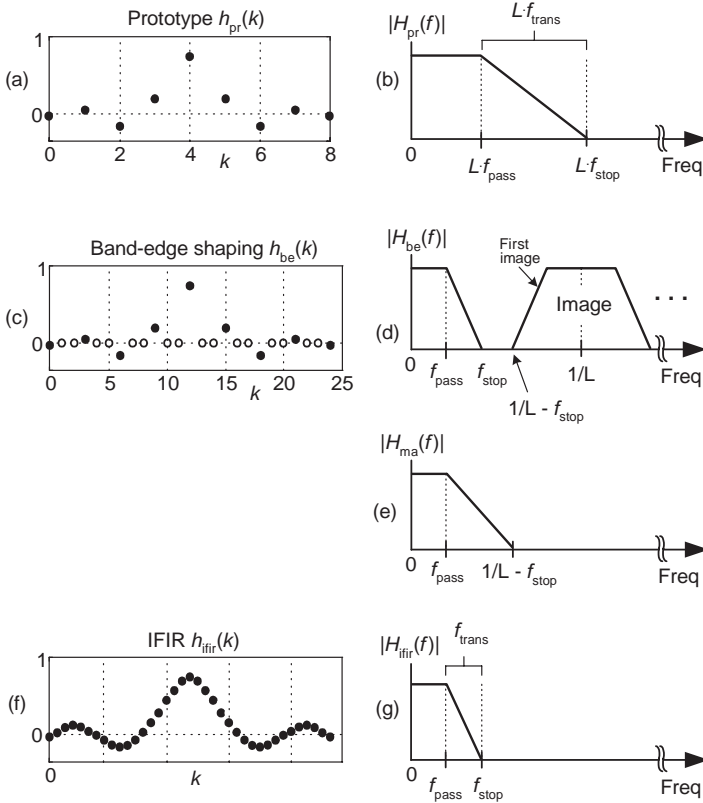 Prototype h_pr(k)
(a)
1
0
0 2 4 6 8
k
|H_pr(f)|
L·f_trans
(b)
0
L·f_pass
L·f_stop
Freq
Band-edge shaping h_be(k)
(c)
1
0
0 5 10 15 20 25
k
|H_be(f)|
First
image
Image
. . .
(d)
0
f_pass
f_stop
1/L
Freq
1/L - f_stop
|H_ma(f)|
(e)
0
f_pass
1/L - f_stop
Freq
IFIR h_ifir(k)
(f)
1
0
0
k
|H_ifir(f)|
f_trans
(g)
0
f_pass
f_stop
Freq